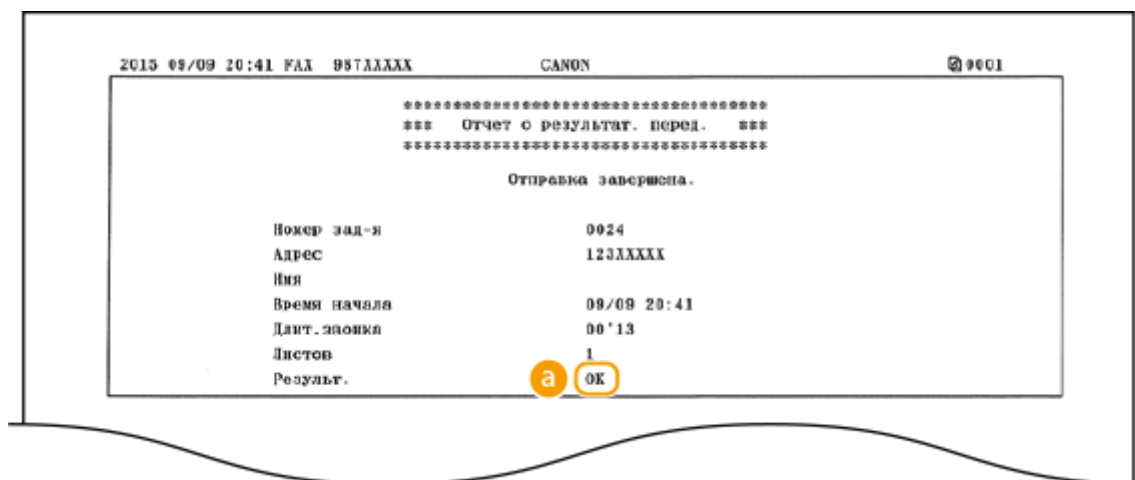 2015 09/09 20:41 FAX 987XXXXX CANON 0001
************************************
*** Отчет о результат. перед. ***
************************************
Отправка завершена.
Номер зад-я 0024
Адрес 123XXXXX
Имя
Время начала 09/09 20:41
Длит.звонка 00'13
Листов 1
Результ. a OK